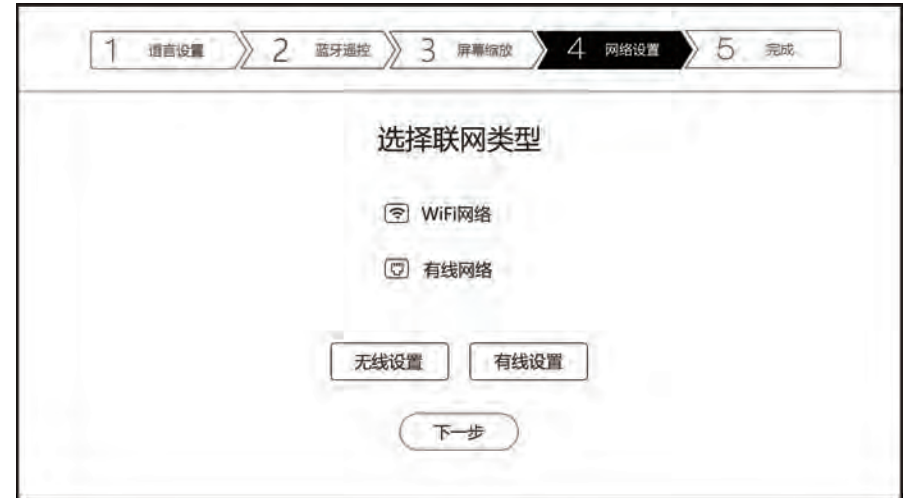 1 语言设置 2 蓝牙遥控 3 屏幕缩放 4 网络设置 5 完成
选择联网类型
WiFi网络
有线网络
无线设置 有线设置
下一步